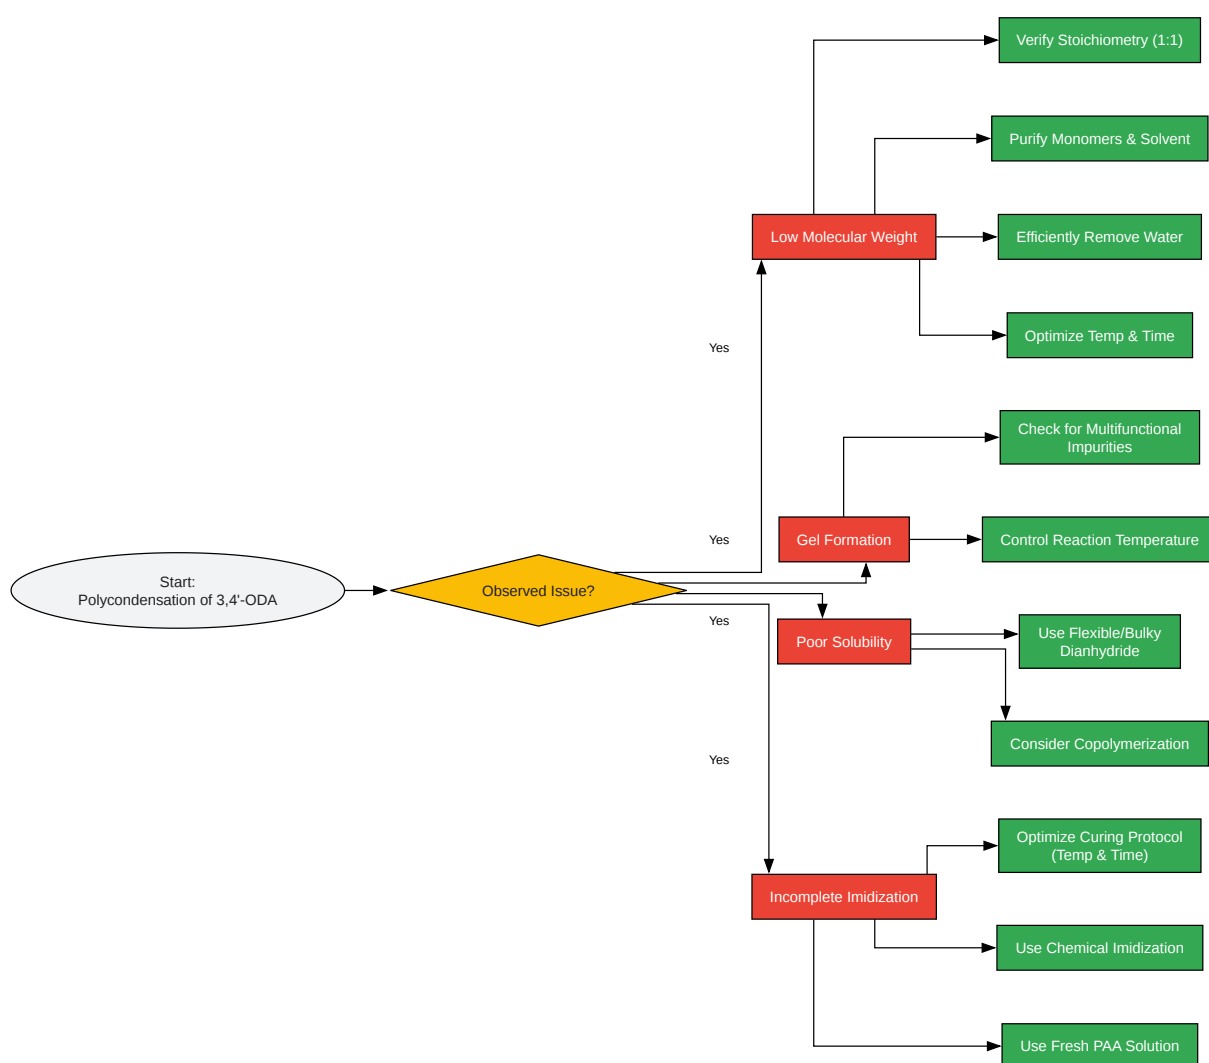 Verify Stoichiometry (1:1)
Purify Monomers & Solvent
Low Molecular Weight
Efficiently Remove Water
Optimize Temp & Time
Yes
Check for Multifunctional
Impurities
Yes
Gel Formation
Control Reaction Temperature
Start:
Polycondensation of 3,4'-ODA
Observed Issue?
Yes
Poor Solubility
Use Flexible/Bulky
Dianhydride
Consider Copolymerization
Yes
Optimize Curing Protocol
(Temp & Time)
Incomplete Imidization
Use Chemical Imidization
Use Fresh PAA Solution